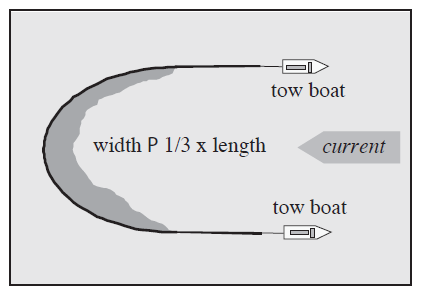 tow boat
width P 1/3 x length
current
tow boat